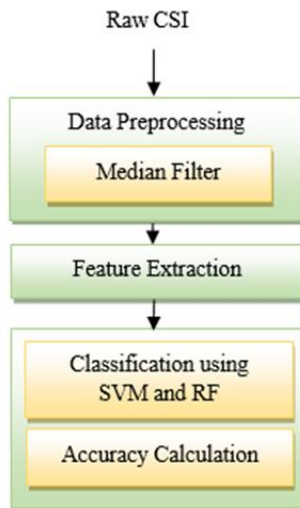 Raw CSI
Data Preprocessing
Median Filter
Feature Extraction
Classification using
SVM and RF
Accuracy Calculation